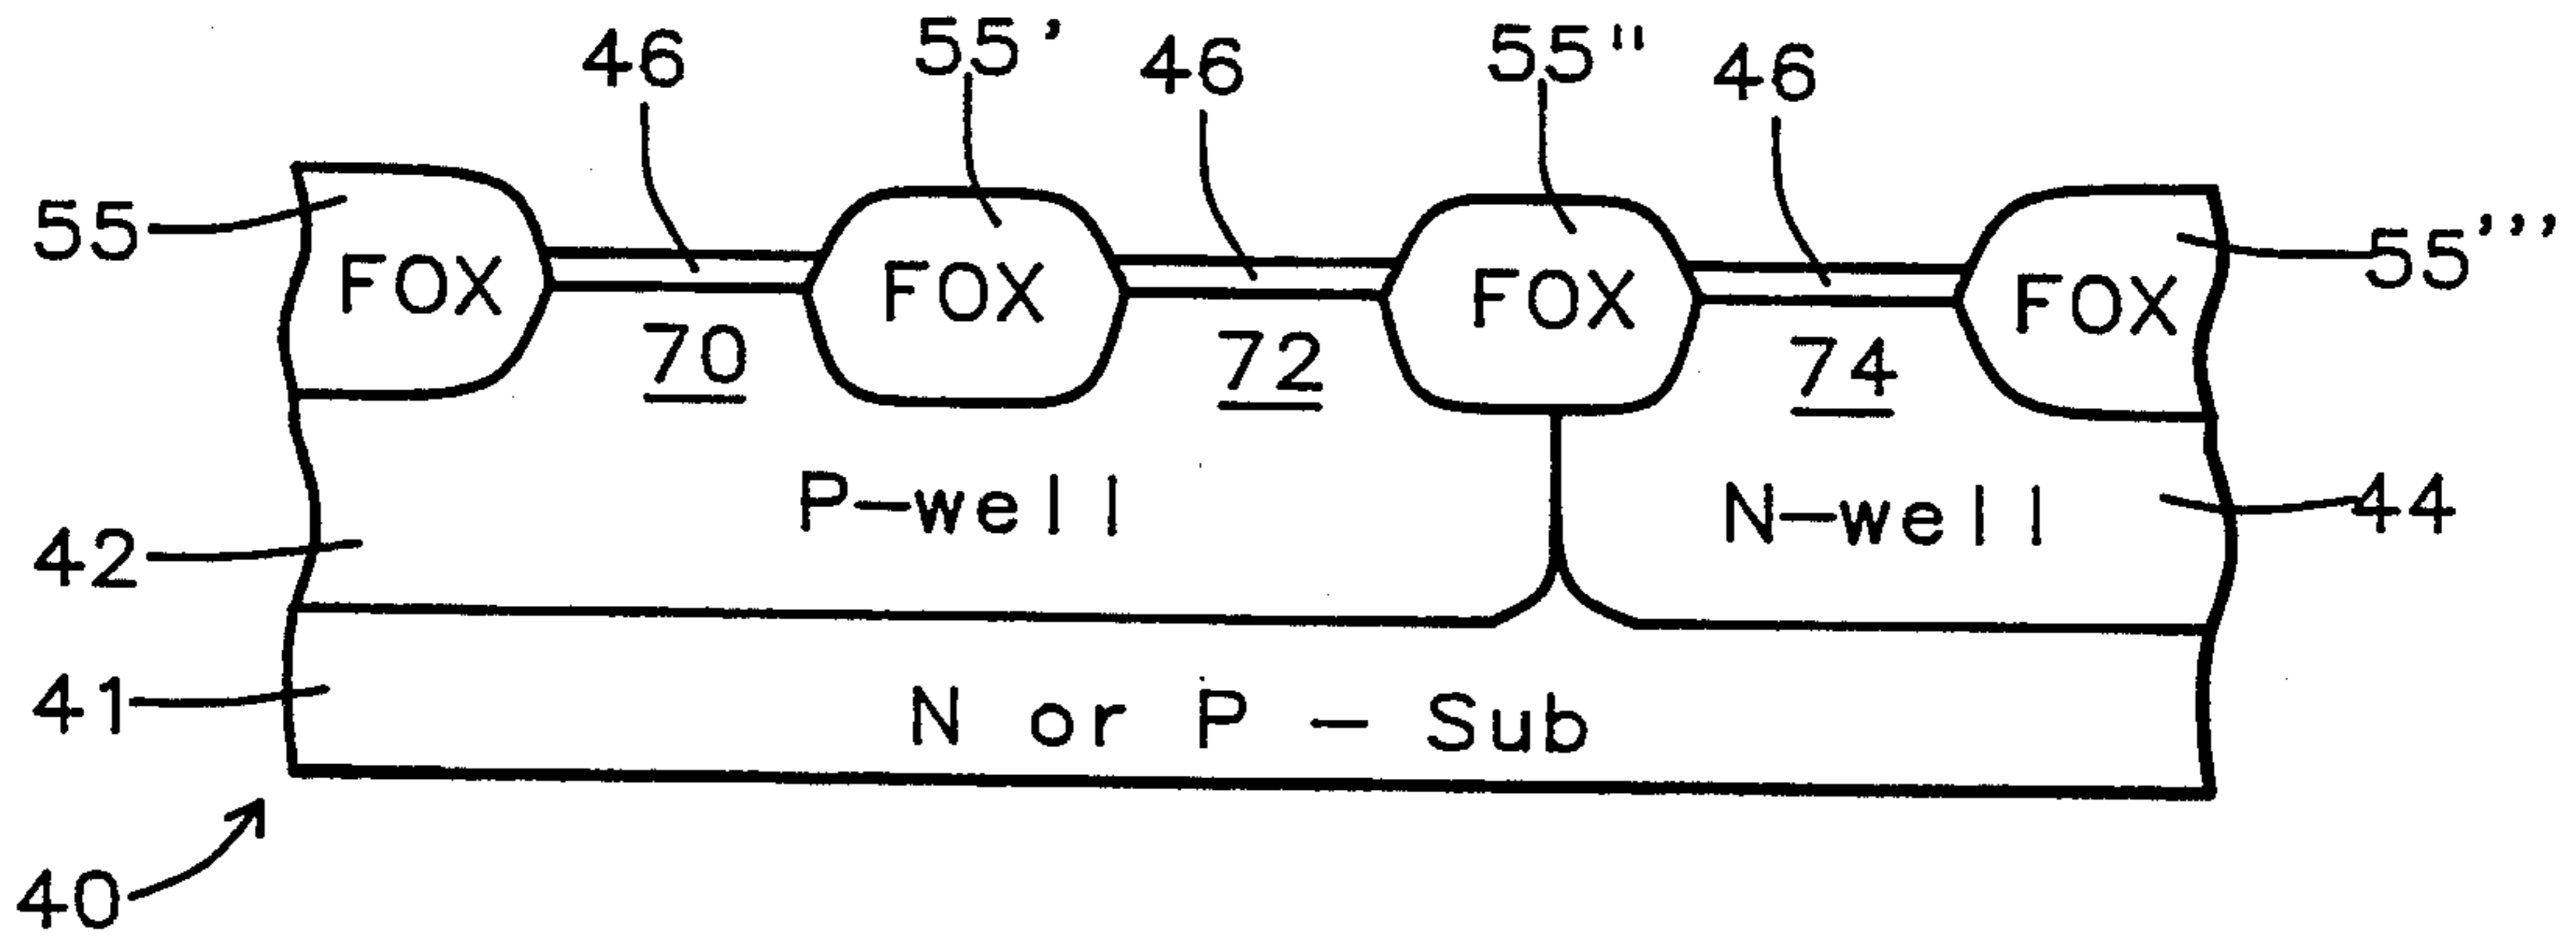 46 55' 46 55" 46
55 FOX FOX FOX FOX 55'''
70 72 74
P-well N-well 44
42
41 N or P - Sub
40